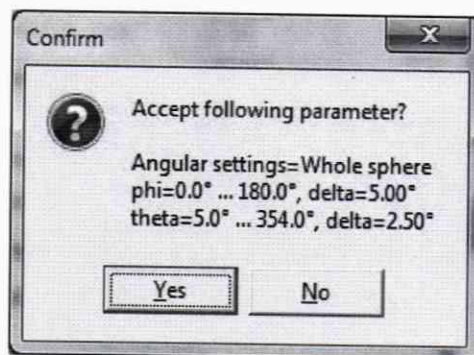 Confirm
Accept following parameter?
Angular settings=Whole sphere
phi=0.0° ... 180.0°, delta=5.00°
theta=5.0° ... 354.0°, delta=2.50°
Yes
No